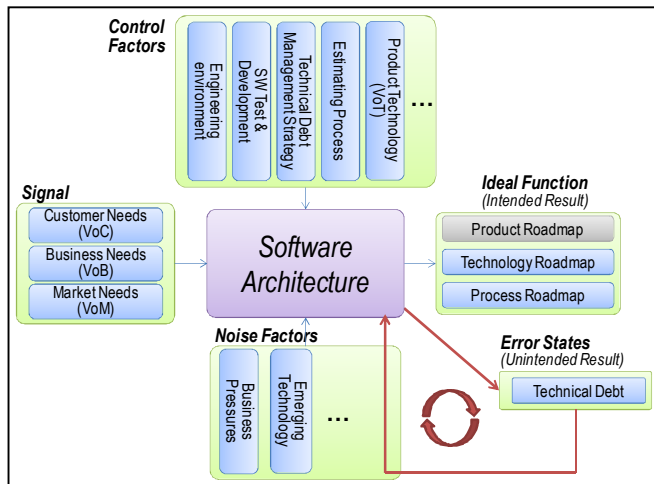 Control
Factors
Engineering
environment
SW Test &
Development
Technical Debt
Management Strategy
Estimating Process
Product Technology
(VoT)
...
Signal
Customer Needs
(VoC)
Business Needs
(VoB)
Market Needs
(VoM)
Software
Architecture
Ideal Function
(Intended Result)
Product Roadmap
Technology Roadmap
Process Roadmap
Noise Factors
Business
Pressures
Emerging
Technology
...
Error States
(Unintended Result)
Technical Debt